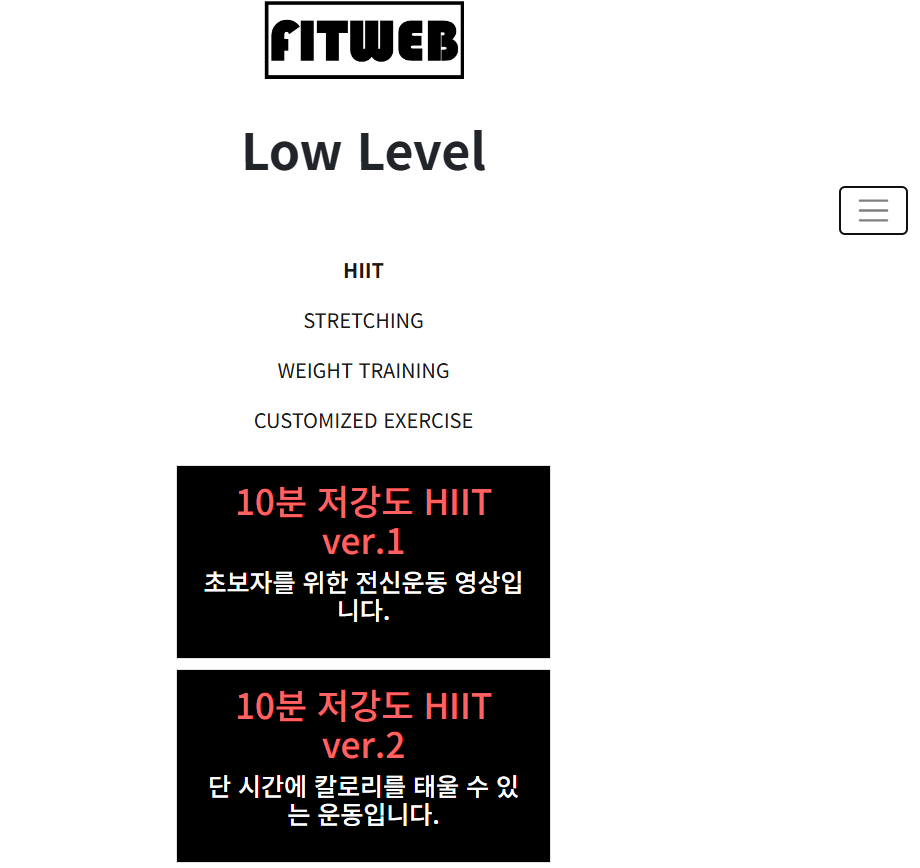 FITWEB
Low Level
HIIT
STRETCHING
WEIGHT TRAINING
CUSTOMIZED EXERCISE
10분 저강도 HIIT
ver.1
초보자를 위한 전신운동 영상입
니다.
10분 저강도 HIIT
ver.2
단 시간에 칼로리를 태울 수 있
는 운동입니다.